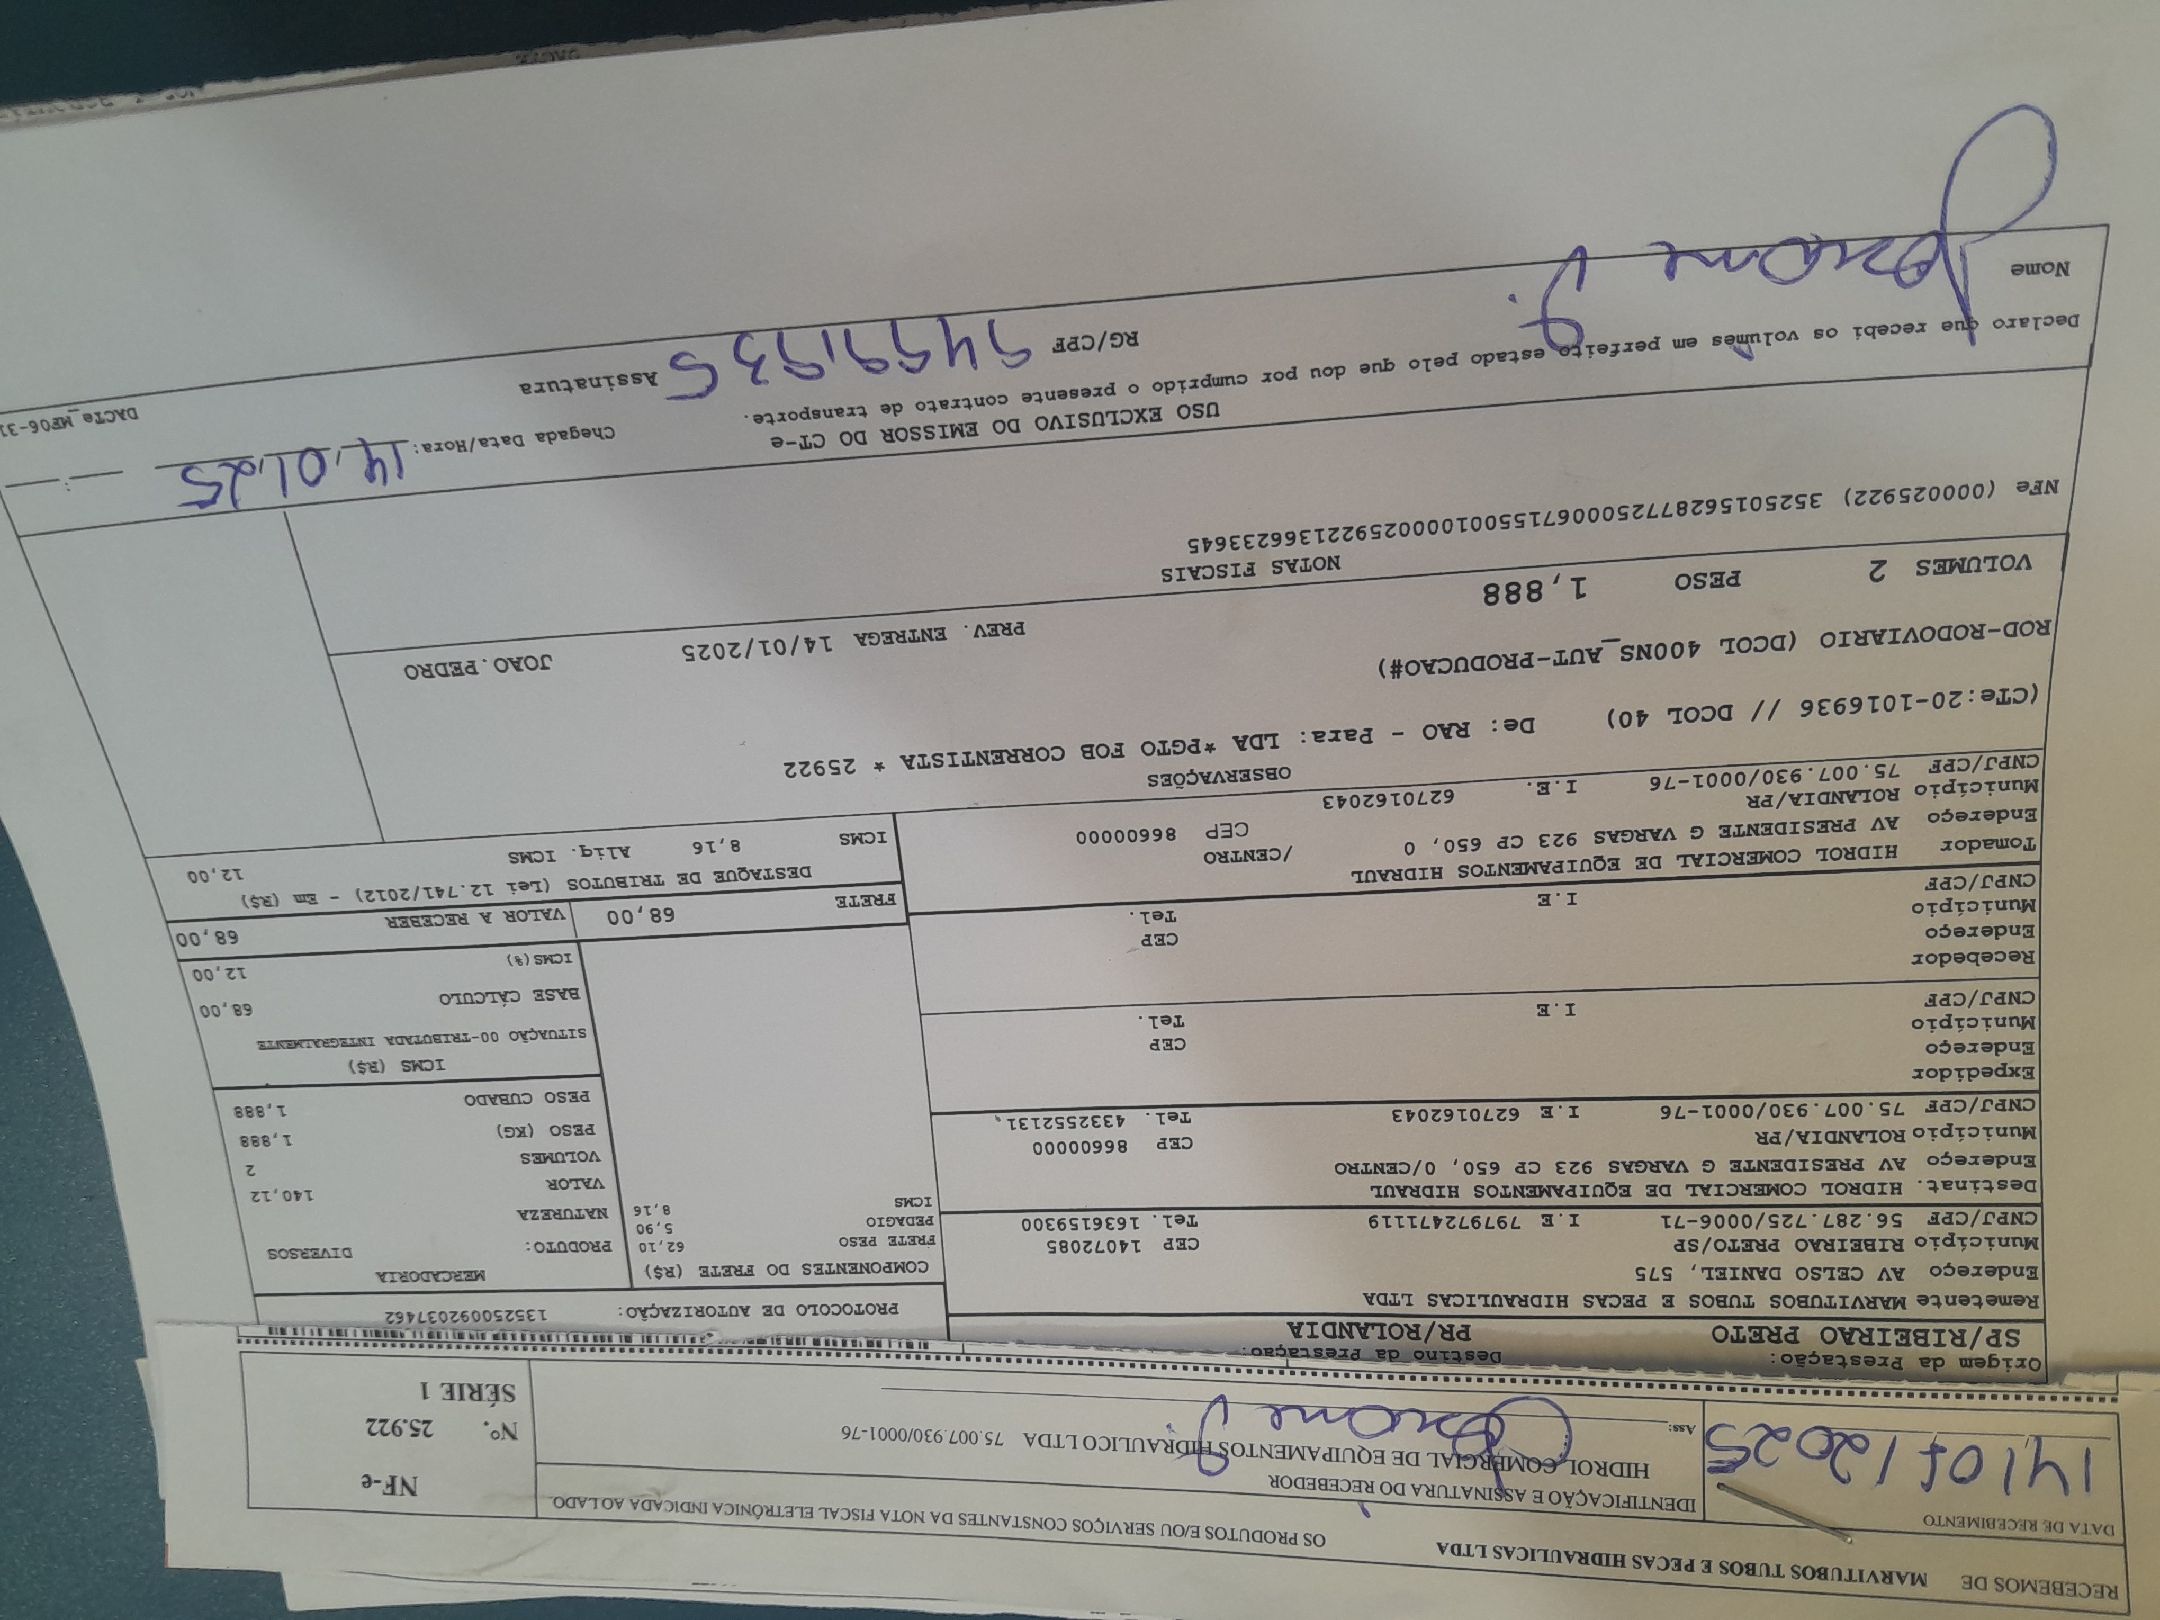 RECEBEMOS DE MARVITUBOS TUBOS E PECAS HIDRAULICAS LTDA OS PRODUTOS E/OU SERVIÇOS CONSTANTES DA NOTA FISCAL ELETRÔNICA INDICADA AO LADO
DATA DE RECEBIMENTO
14/01/2025
IDENTIFICAÇÃO E ASSINATURA DO RECEBEDOR
HIDROL COMERCIAL DE EQUIPAMENTOS HIDRAULICO LTDA 75.007.930/0001-76
Ass:
NF-e
Nº. 25.922
SÉRIE 1
Origem da Prestação:
SP/RIBEIRAO PRETO
Destino da Prestação:
PR/ROLANDIA
Remetente MARVITUBOS TUBOS E PECAS HIDRAULICAS LTDA
Endereço AV CELSO DANIEL, 575
Município RIBEIRAO PRETO/SP CEP 14072085
CNPJ/CPF 56.287.725/0006-71 I.E 797972471119 Tel. 1636159300
Destinat. HIDROL COMERCIAL DE EQUIPAMENTOS HIDRAUL
Endereço AV PRESIDENTE G VARGAS 923 CP 650, 0/CENTRO
Município ROLANDIA/PR CEP 86600000
CNPJ/CPF 75.007.930/0001-76 I.E 6270162043 Tel. 4332552131,
Expedidor
Endereço
Município CEP
CNPJ/CPF I.E Tel.
Recebedor
Endereço
Município CEP
CNPJ/CPF I.E Tel.
Tomador HIDROL COMERCIAL DE EQUIPAMENTOS HIDRAUL
Endereço AV PRESIDENTE G VARGAS 923 CP 650, 0 /CENTRO
Município ROLANDIA/PR CEP 86600000
CNPJ/CPF 75.007.930/0001-76 I.E. 6270162043
PROTOCOLO DE AUTORIZAÇÃO: 135250092037462
COMPONENTES DO FRETE (R$)
FRETE PESO 62,10
PEDAGIO 5,90
ICMS 8,16
MERCADORIA
PRODUTO: DIVERSOS
NATUREZA
VALOR 140,12
VOLUMES 2
PESO (KG) 1,888
PESO CUBADO 1,888
ICMS (R$)
SITUAÇÃO 00-TRIBUTADA INTEGRALMENTE
BASE CÁLCULO 68,00
ICMS(%) 12,00
FRETE 68,00
VALOR A RECEBER 68,00
DESTAQUE DE TRIBUTOS (Lei 12.741/2012) - Em (R$)
ICMS 8,16 Aliq. ICMS 12,00
OBSERVAÇÕES
(CTe:20-1016936 // DCOL 40) De: RAO - Para: LDA *PGTO FOB CORRENTISTA * 25922
ROD-RODOVIARIO (DCOL 400NS_AUT-PRODUCAO#)
PREV. ENTREGA 14/01/2025 JOAO.PEDRO
VOLUMES 2 PESO 1,888
NOTAS FISCAIS
NFe (000025922) 35250156287725000671550010000259221366233645
USO EXCLUSIVO DO EMISSOR DO CT-e
Declaro que recebi os volumes em perfeito estado pelo que dou por cumprido o presente contrato de transporte.
Chegada Data/Hora: 14,01,25
Nome
RG/CPF
Assinatura
DACTe_MF06-31